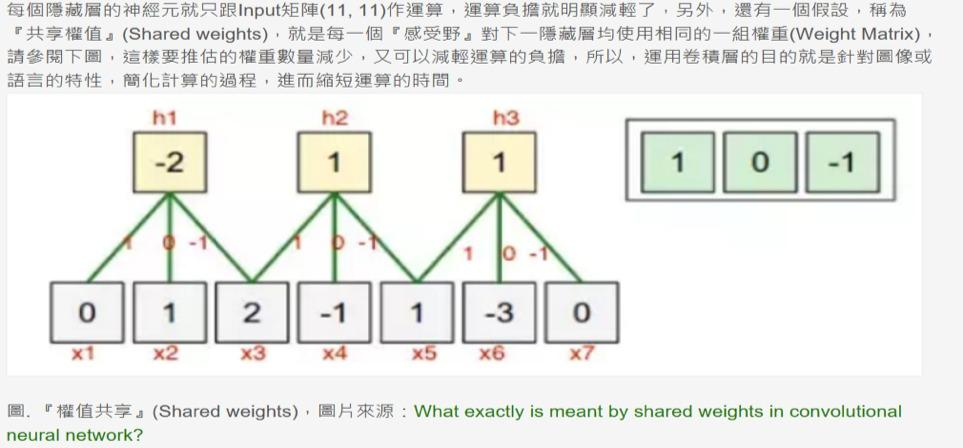 每個隱藏層的神經元就只跟Input矩陣(11, 11)作運算，運算負擔就明顯減輕了，另外，還有一個假設，稱為
『共享權值』(Shared weights)，就是每一個『感受野』對下一隱藏層均使用相同的一組權重(Weight Matrix)，
請參閱下圖，這樣要推估的權重數量減少，又可以減輕運算的負擔，所以，運用卷積層的目的就是針對圖像或
語言的特性，簡化計算的過程，進而縮短運算的時間。
h1 h2 h3
-2 1 1 1 0 -1
1 0 -1 1 0 -1 1 0 -1
0 1 2 -1 1 -3 0
x1 x2 x3 x4 x5 x6 x7
圖. 『權值共享』(Shared weights)，圖片來源：What exactly is meant by shared weights in convolutional
neural network?